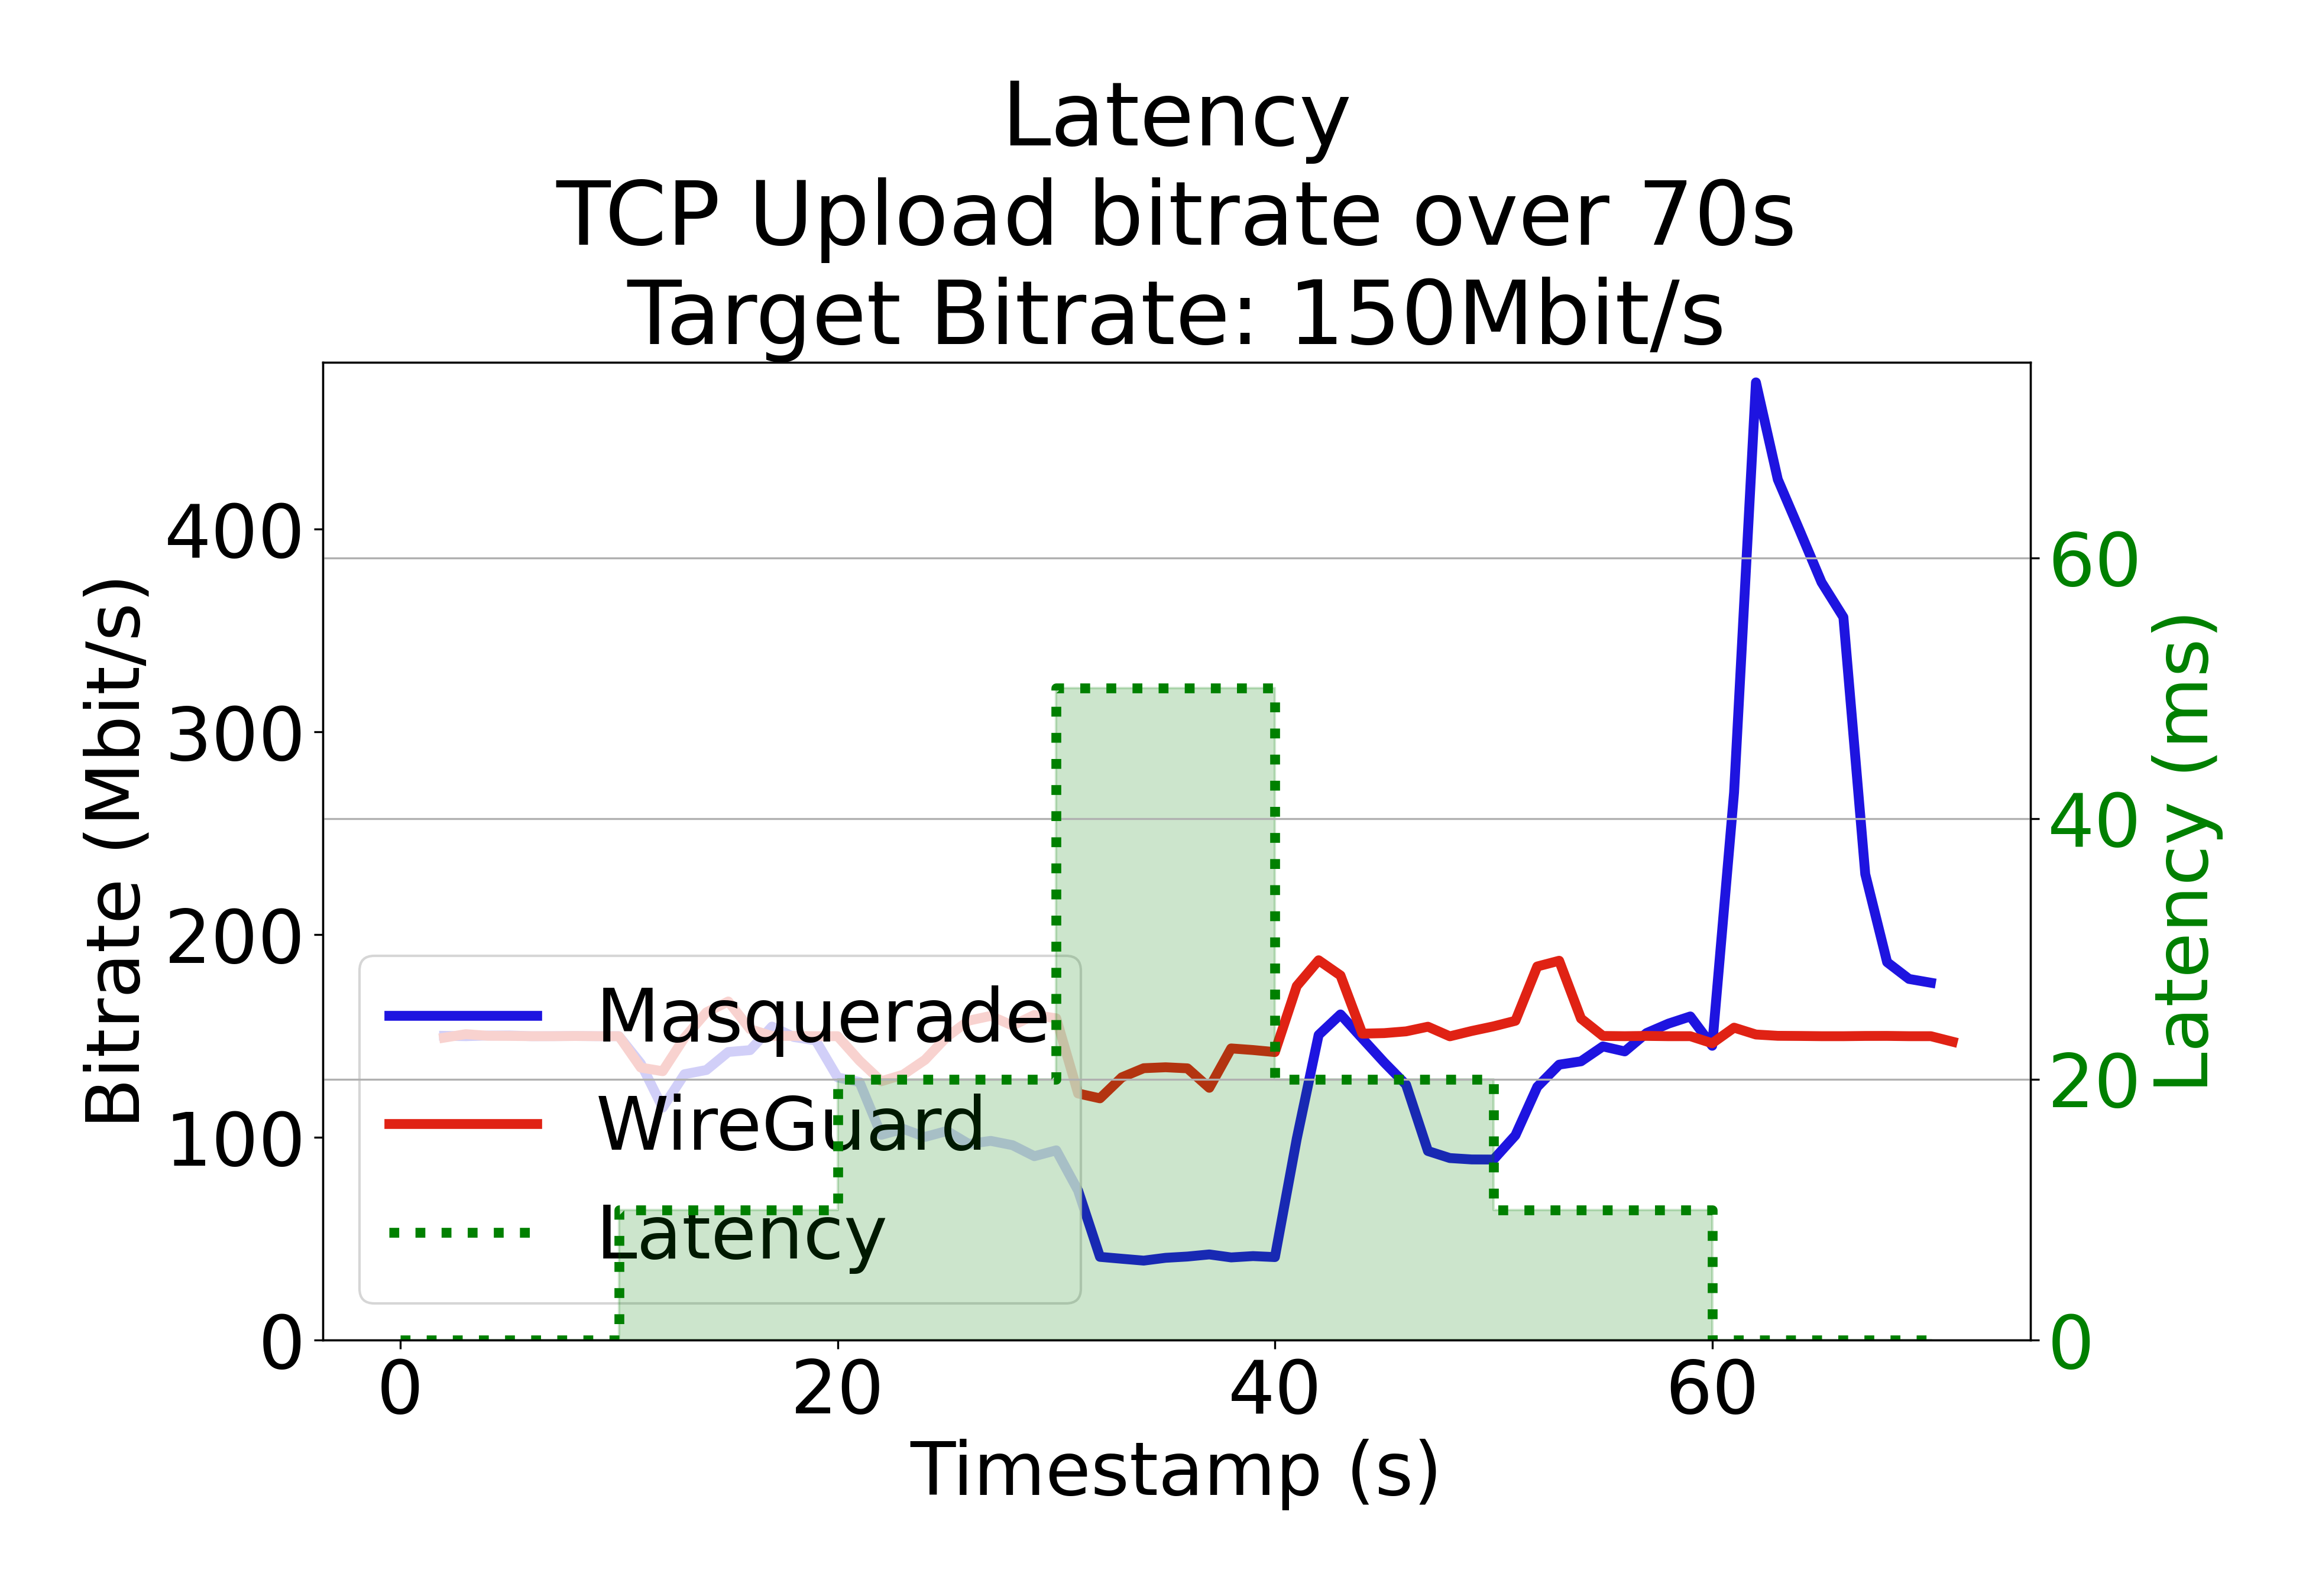 Latency
TCP Upload bitrate over 70s
Target Bitrate: 150Mbit/s
Bitrate (Mbit/s)
400
300
200
100
0
Masquerade
WireGuard
Latency
60
40
20
0
Latency (ms)
0 20 40 60
Timestamp (s)